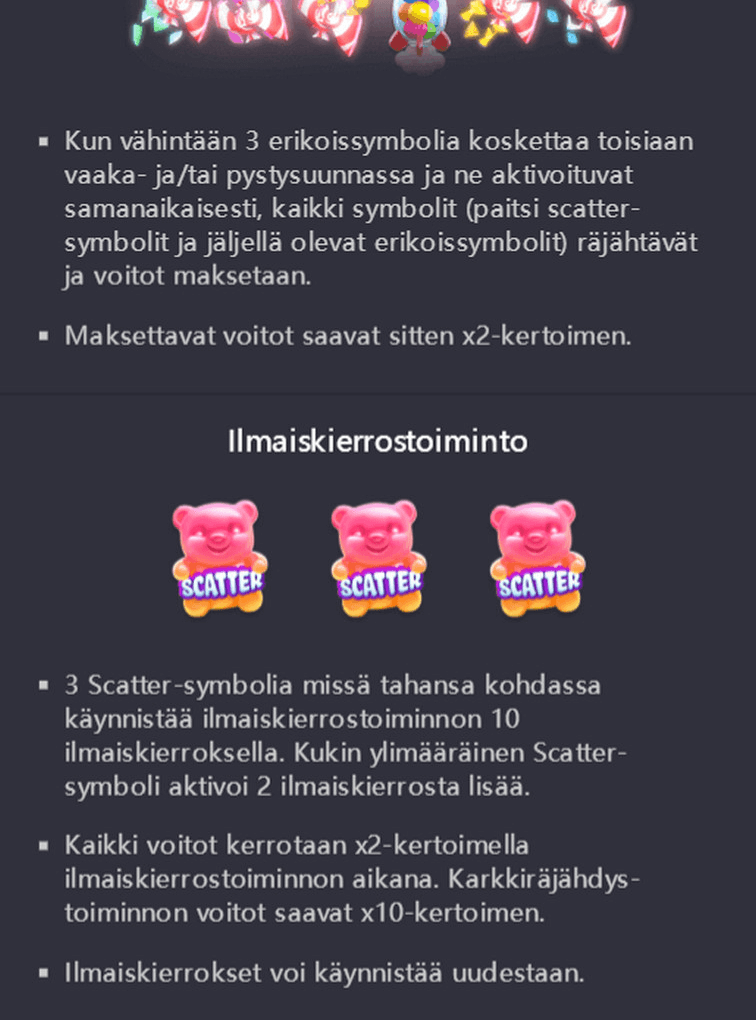 ▪ Kun vähintään 3 erikoissymbolia koskettaa toisiaan
vaaka- ja/tai pystysuunnassa ja ne aktivoituvat
samanaikaisesti, kaikki symbolit (paitsi scatter-
symbolit ja jäljellä olevat erikoissymbolit) räjähtävät
ja voitot maksetaan.
▪ Maksettavat voitot saavat sitten x2-kertoimen.
Ilmaiskierrostoiminto
SCATTER SCATTER SCATTER
▪ 3 Scatter-symbolia missä tahansa kohdassa
käynnistää ilmaiskierrostoiminnon 10
ilmaiskierroksella. Kukin ylimääräinen Scatter-
symboli aktivoi 2 ilmaiskierrosta lisää.
▪ Kaikki voitot kerrotaan x2-kertoimella
ilmaiskierrostoiminnon aikana. Karkkiräjähdys-
toiminnon voitot saavat x10-kertoimen.
▪ Ilmaiskierrokset voi käynnistää uudestaan.